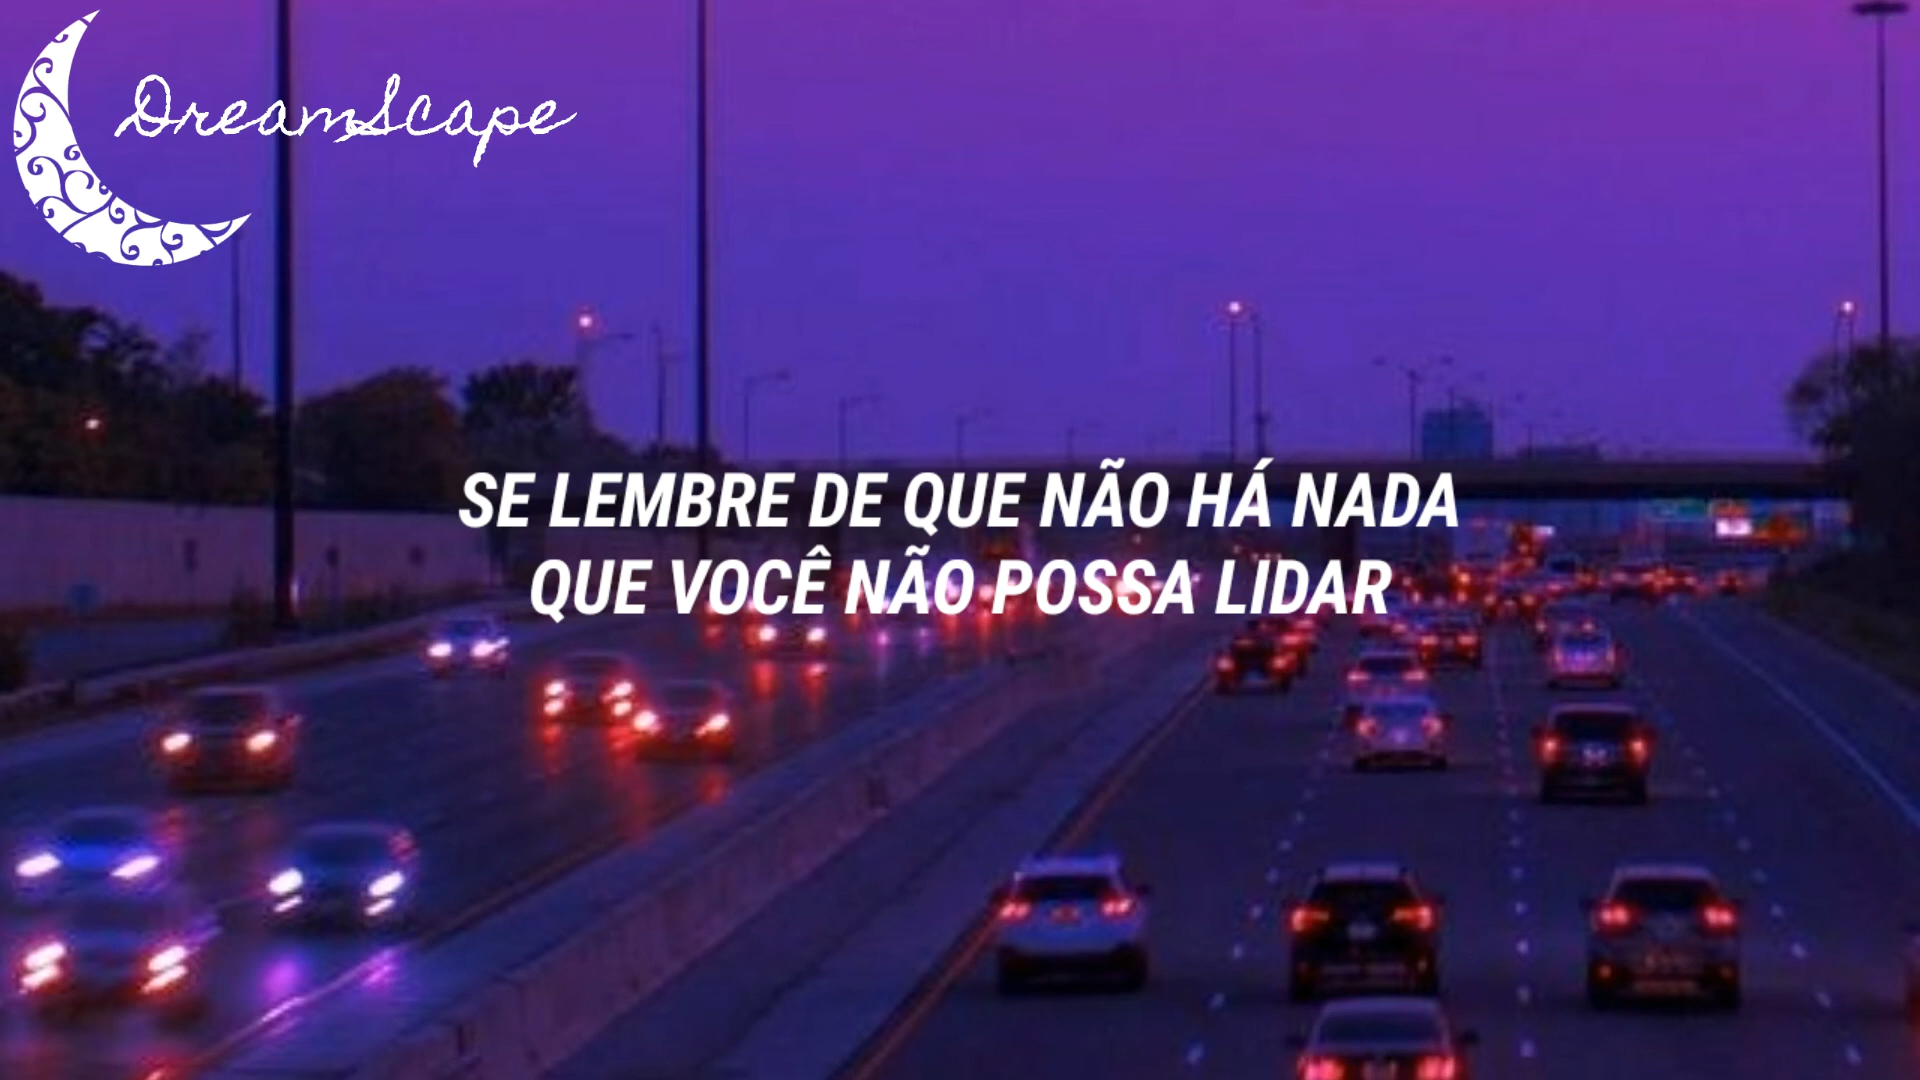 DreamScape
SE LEMBRE DE QUE NÃO HÁ NADA
QUE VOCÊ NÃO POSSA LIDAR